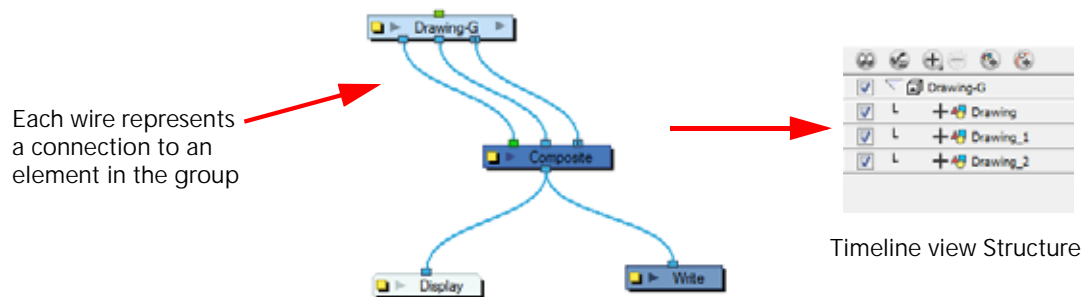 Drawing-G
Each wire represents
a connection to an
element in the group
Composite
Display
Write
Drawing-G
Drawing
Drawing_1
Drawing_2
Timeline view Structure